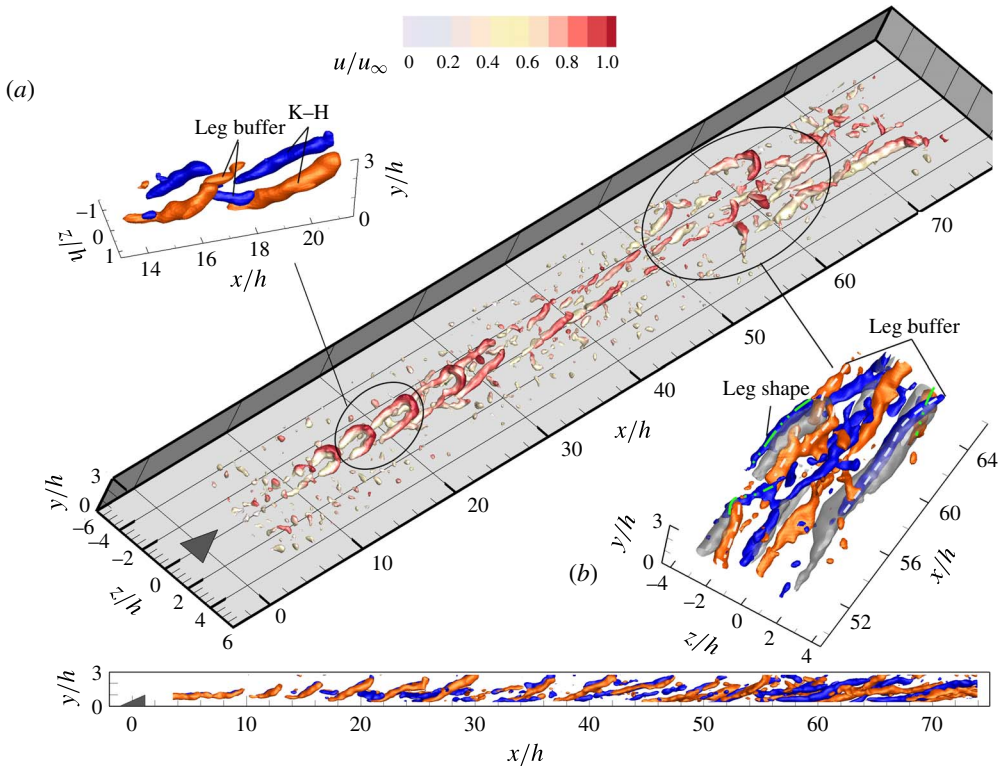 u/u∞
0 0.2 0.4 0.6 0.8 1.0
(a)
Leg buffer
K–H
3
0
y/h
–1
0
1
z/h
14 16 18 20
x/h
3
0
y/h
–6
–4
–2
0
2
4
6
z/h
0
10
20
30
40
50
60
70
x/h
Leg buffer
Leg shape
(b)
3
0
y/h
–4
–2
0
2
4
z/h
52
56
60
64
x/h
3
0
y/h
0 10 20 30 40 50 60 70
x/h